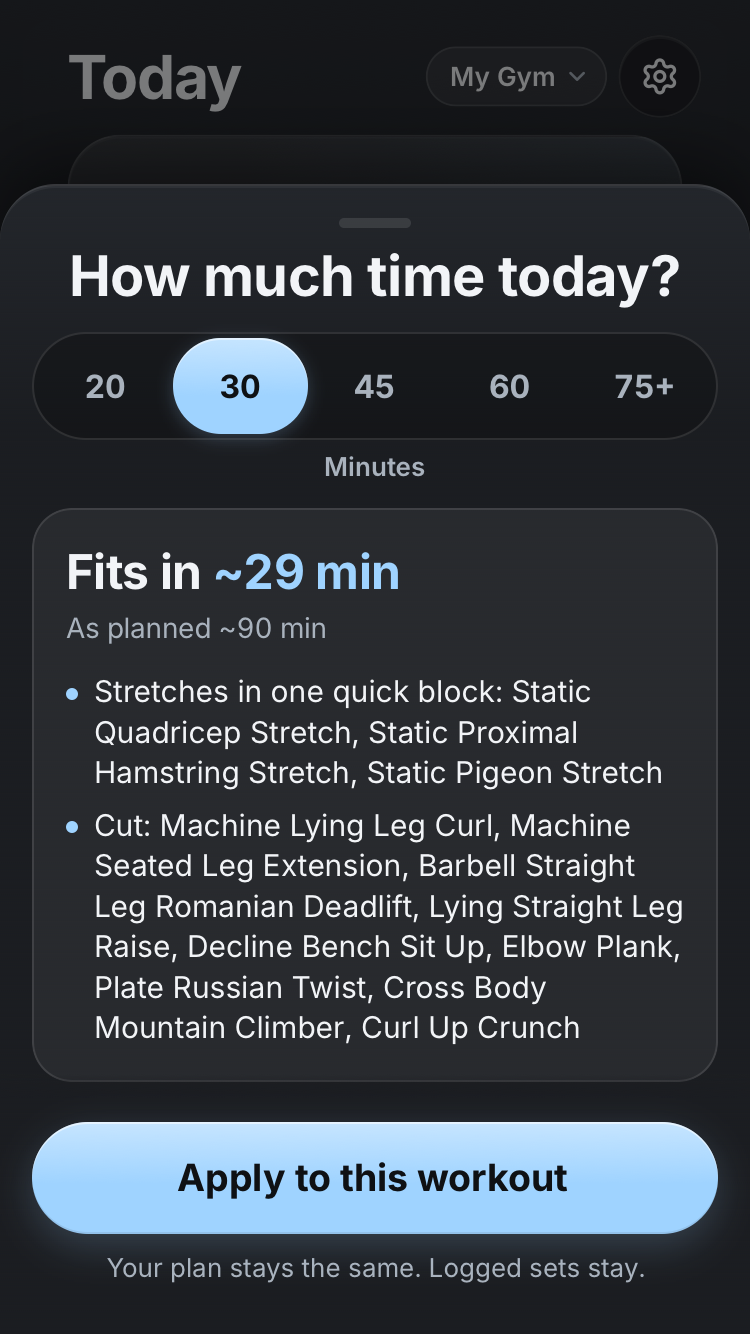 Today
My Gym
How much time today?
20 30 45 60 75+
Minutes
Fits in ~29 min
As planned ~90 min
Stretches in one quick block: Static
Quadricep Stretch, Static Proximal
Hamstring Stretch, Static Pigeon Stretch
Cut: Machine Lying Leg Curl, Machine
Seated Leg Extension, Barbell Straight
Leg Romanian Deadlift, Lying Straight Leg
Raise, Decline Bench Sit Up, Elbow Plank,
Plate Russian Twist, Cross Body
Mountain Climber, Curl Up Crunch
Apply to this workout
Your plan stays the same. Logged sets stay.